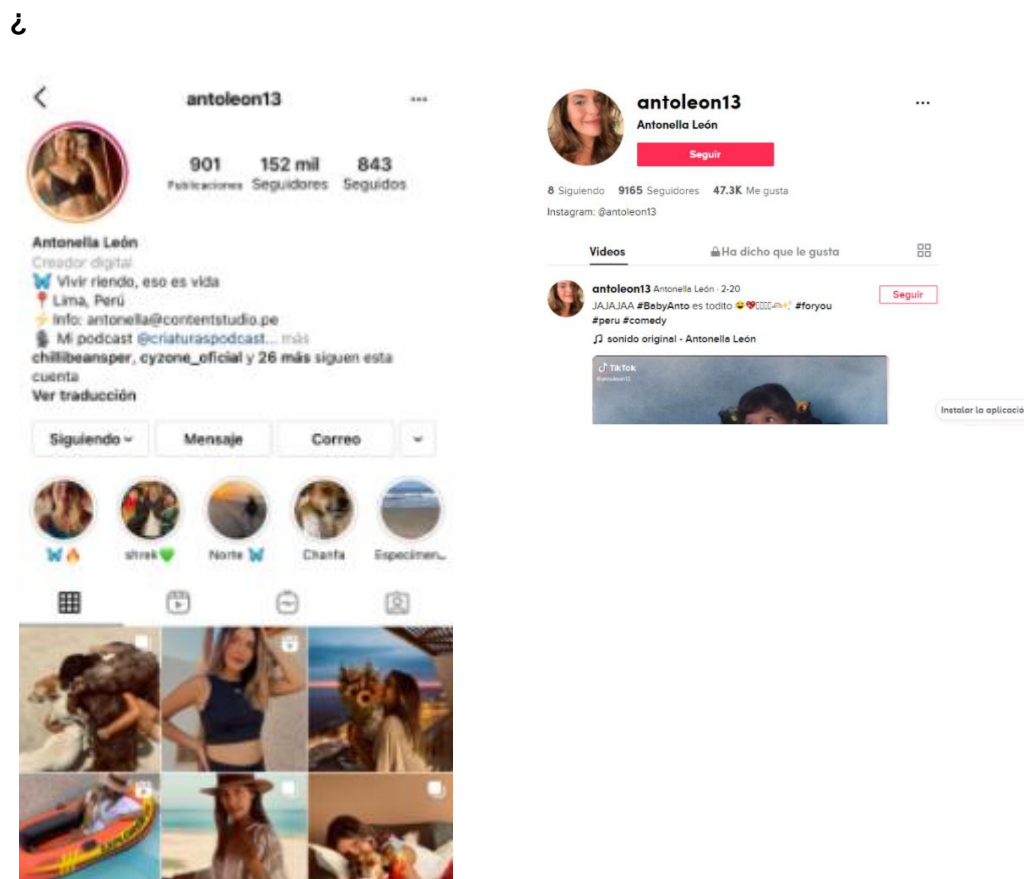 ¿
antoleon13
901 152 mil 843
Publicaciones Seguidores Seguidos
Antonella León
Creador digital
🦋 Vivir riendo, eso es vida
📍 Lima, Perú
⚡ Info: antonella@contentstudio.pe
🎙 Mi podcast @criaturaspodcast... más
chillibeansper, cyzone_oficial y 26 más siguen esta
cuenta
Ver traducción
Siguiendo Mensaje Correo
🦋🔥 shrek💚 Norte 🦋 Chanfa Especimen...
EXPLORER
antoleon13
Antonella León
Seguir
8 Siguiendo 9165 Seguidores 47.3K Me gusta
Instagram: @antoleon13
Videos Ha dicho que le gusta
antoleon13 Antonella León · 2-20
Seguir
JAJAJAA #BabyAnto es todito #foryou
#peru #comedy
♫ sonido original - Antonella León
TikTok
@antoleon13
Instalar la aplicació